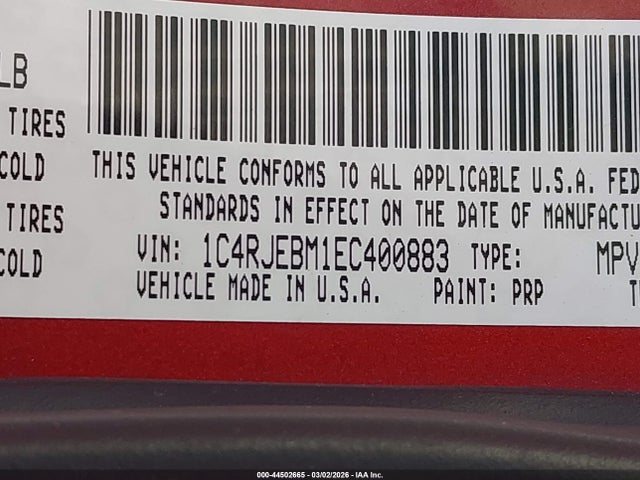 LB
TIRES
COLD
TIRES
COLD
THIS VEHICLE CONFORMS TO ALL APPLICABLE U.S.A. FED
STANDARDS IN EFFECT ON THE DATE OF MANUFACTU
VIN: 1C4RJEBM1EC400883 TYPE: MPV
VEHICLE MADE IN U.S.A. PAINT: PRP
000-44502665 - 03/02/2026 - IAA Inc.